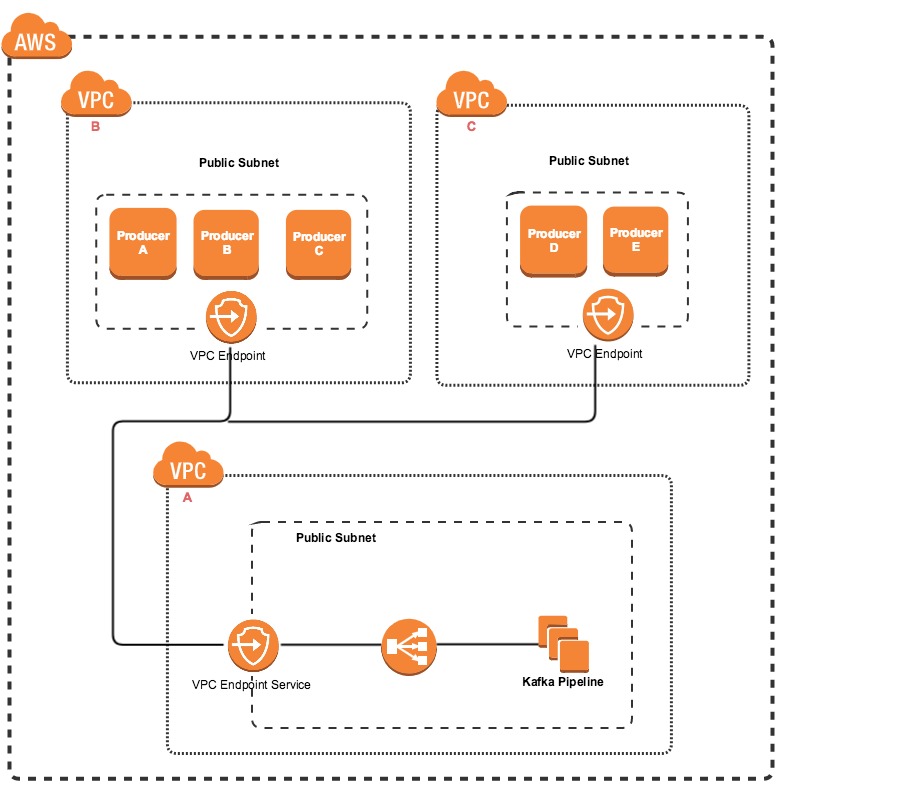 AWS
VPC
B
VPC
C
Public Subnet
Public Subnet
Producer
A
Producer
B
Producer
C
Producer
D
Producer
E
VPC Endpoint
VPC Endpoint
VPC
A
Public Subnet
VPC Endpoint Service
Kafka Pipeline